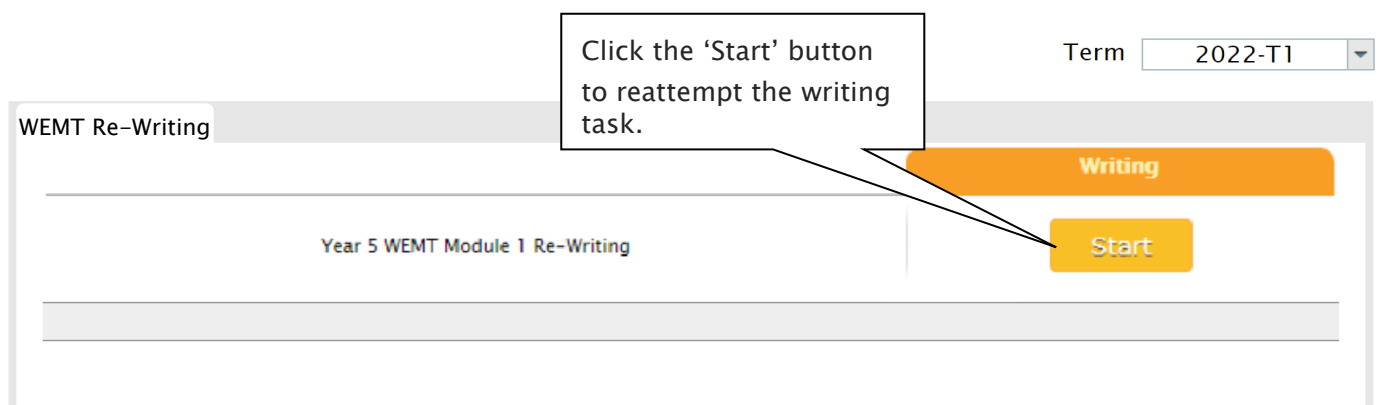 Click the ‘Start’ button
to reattempt the writing
task.
Term 2022-T1
WEMT Re-Writing
Writing
Year 5 WEMT Module 1 Re-Writing
Start